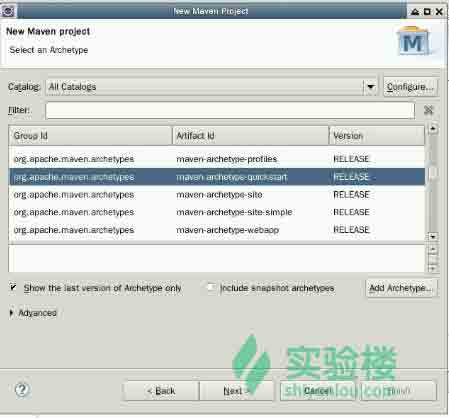 New Maven Project
New Maven project
Select an Archetype
M
Catalog: All Catalogs Configure...
Filter:
Group Id Artifact Id Version
org.apache.maven.archetypes maven-archetype-profiles RELEASE
org.apache.maven.archetypes maven-archetype-quickstart RELEASE
org.apache.maven.archetypes maven-archetype-site RELEASE
org.apache.maven.archetypes maven-archetype-site-simple RELEASE
org.apache.maven.archetypes maven-archetype-webapp RELEASE
Show the last version of Archetype only Include snapshot archetypes Add Archetype...
Advanced
实验楼
shiyanlou.com
? < Back Next > Cancel Finish